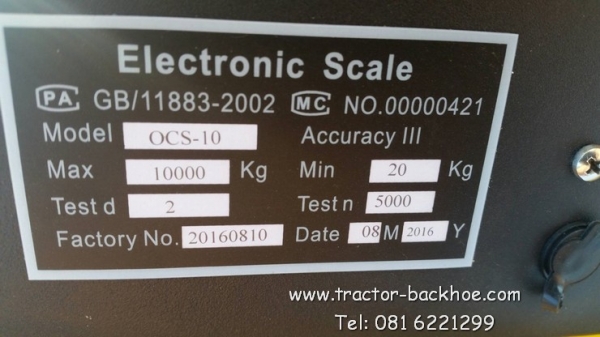 Electronic Scale
PA GB/11883-2002 MC NO.00000421
Model OCS-10 Accuracy III
Max 10000 Kg Min 20 Kg
Test d 2 Test n 5000
Factory No. 20160810 Date 08 M 2016 Y
www.tractor-backhoe.com
Tel: 081 6221299